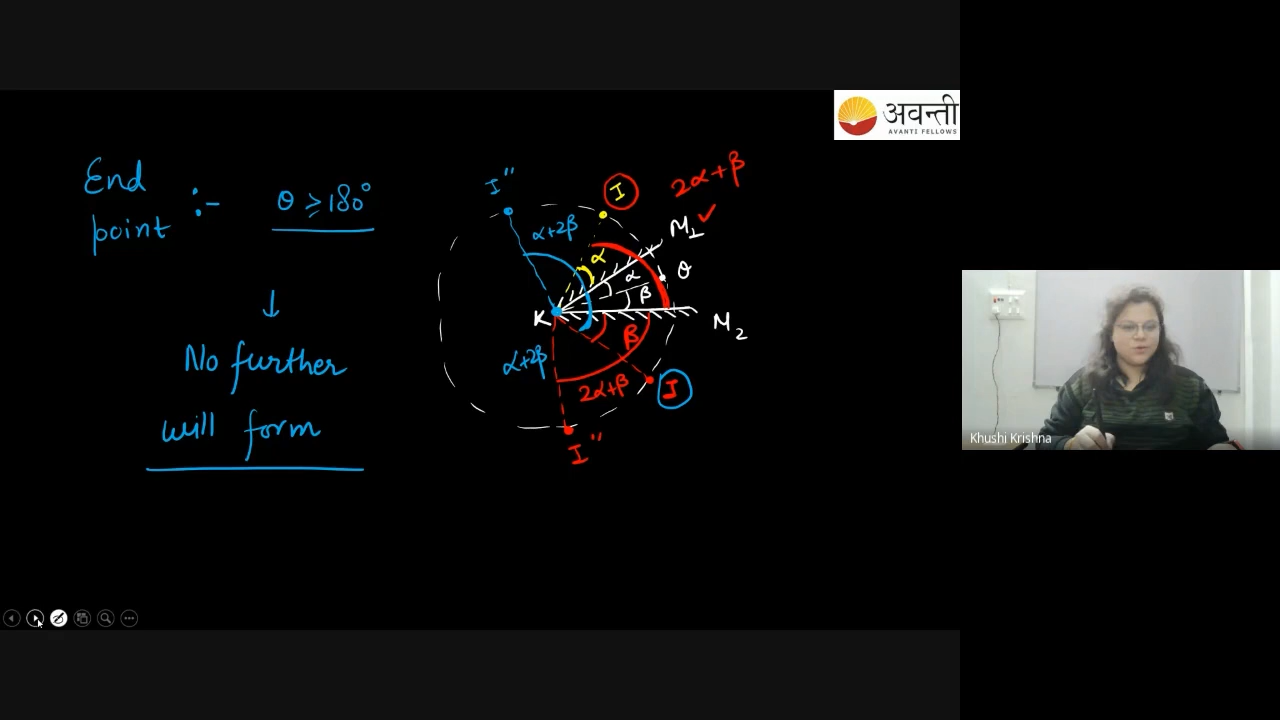 अवन्ती
AVANTI FELLOWS
End
point :-
θ ≥ 180°
↓
No further
will form
I"
I
2α+β
M1
α+2β
α
α
θ
β
K
M2
α+2β
β
2α+β
I
I"
Khushi Krishna